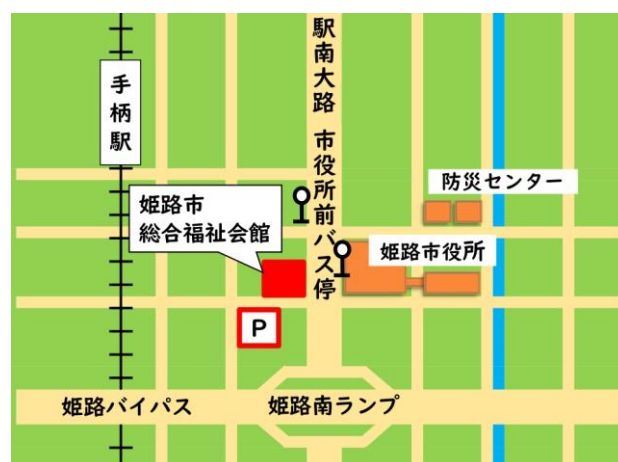 駅南大路 市役所前バス停
手柄駅
防災センター
姫路市
総合福祉会館
姫路市役所
P
姫路バイパス
姫路南ランプ